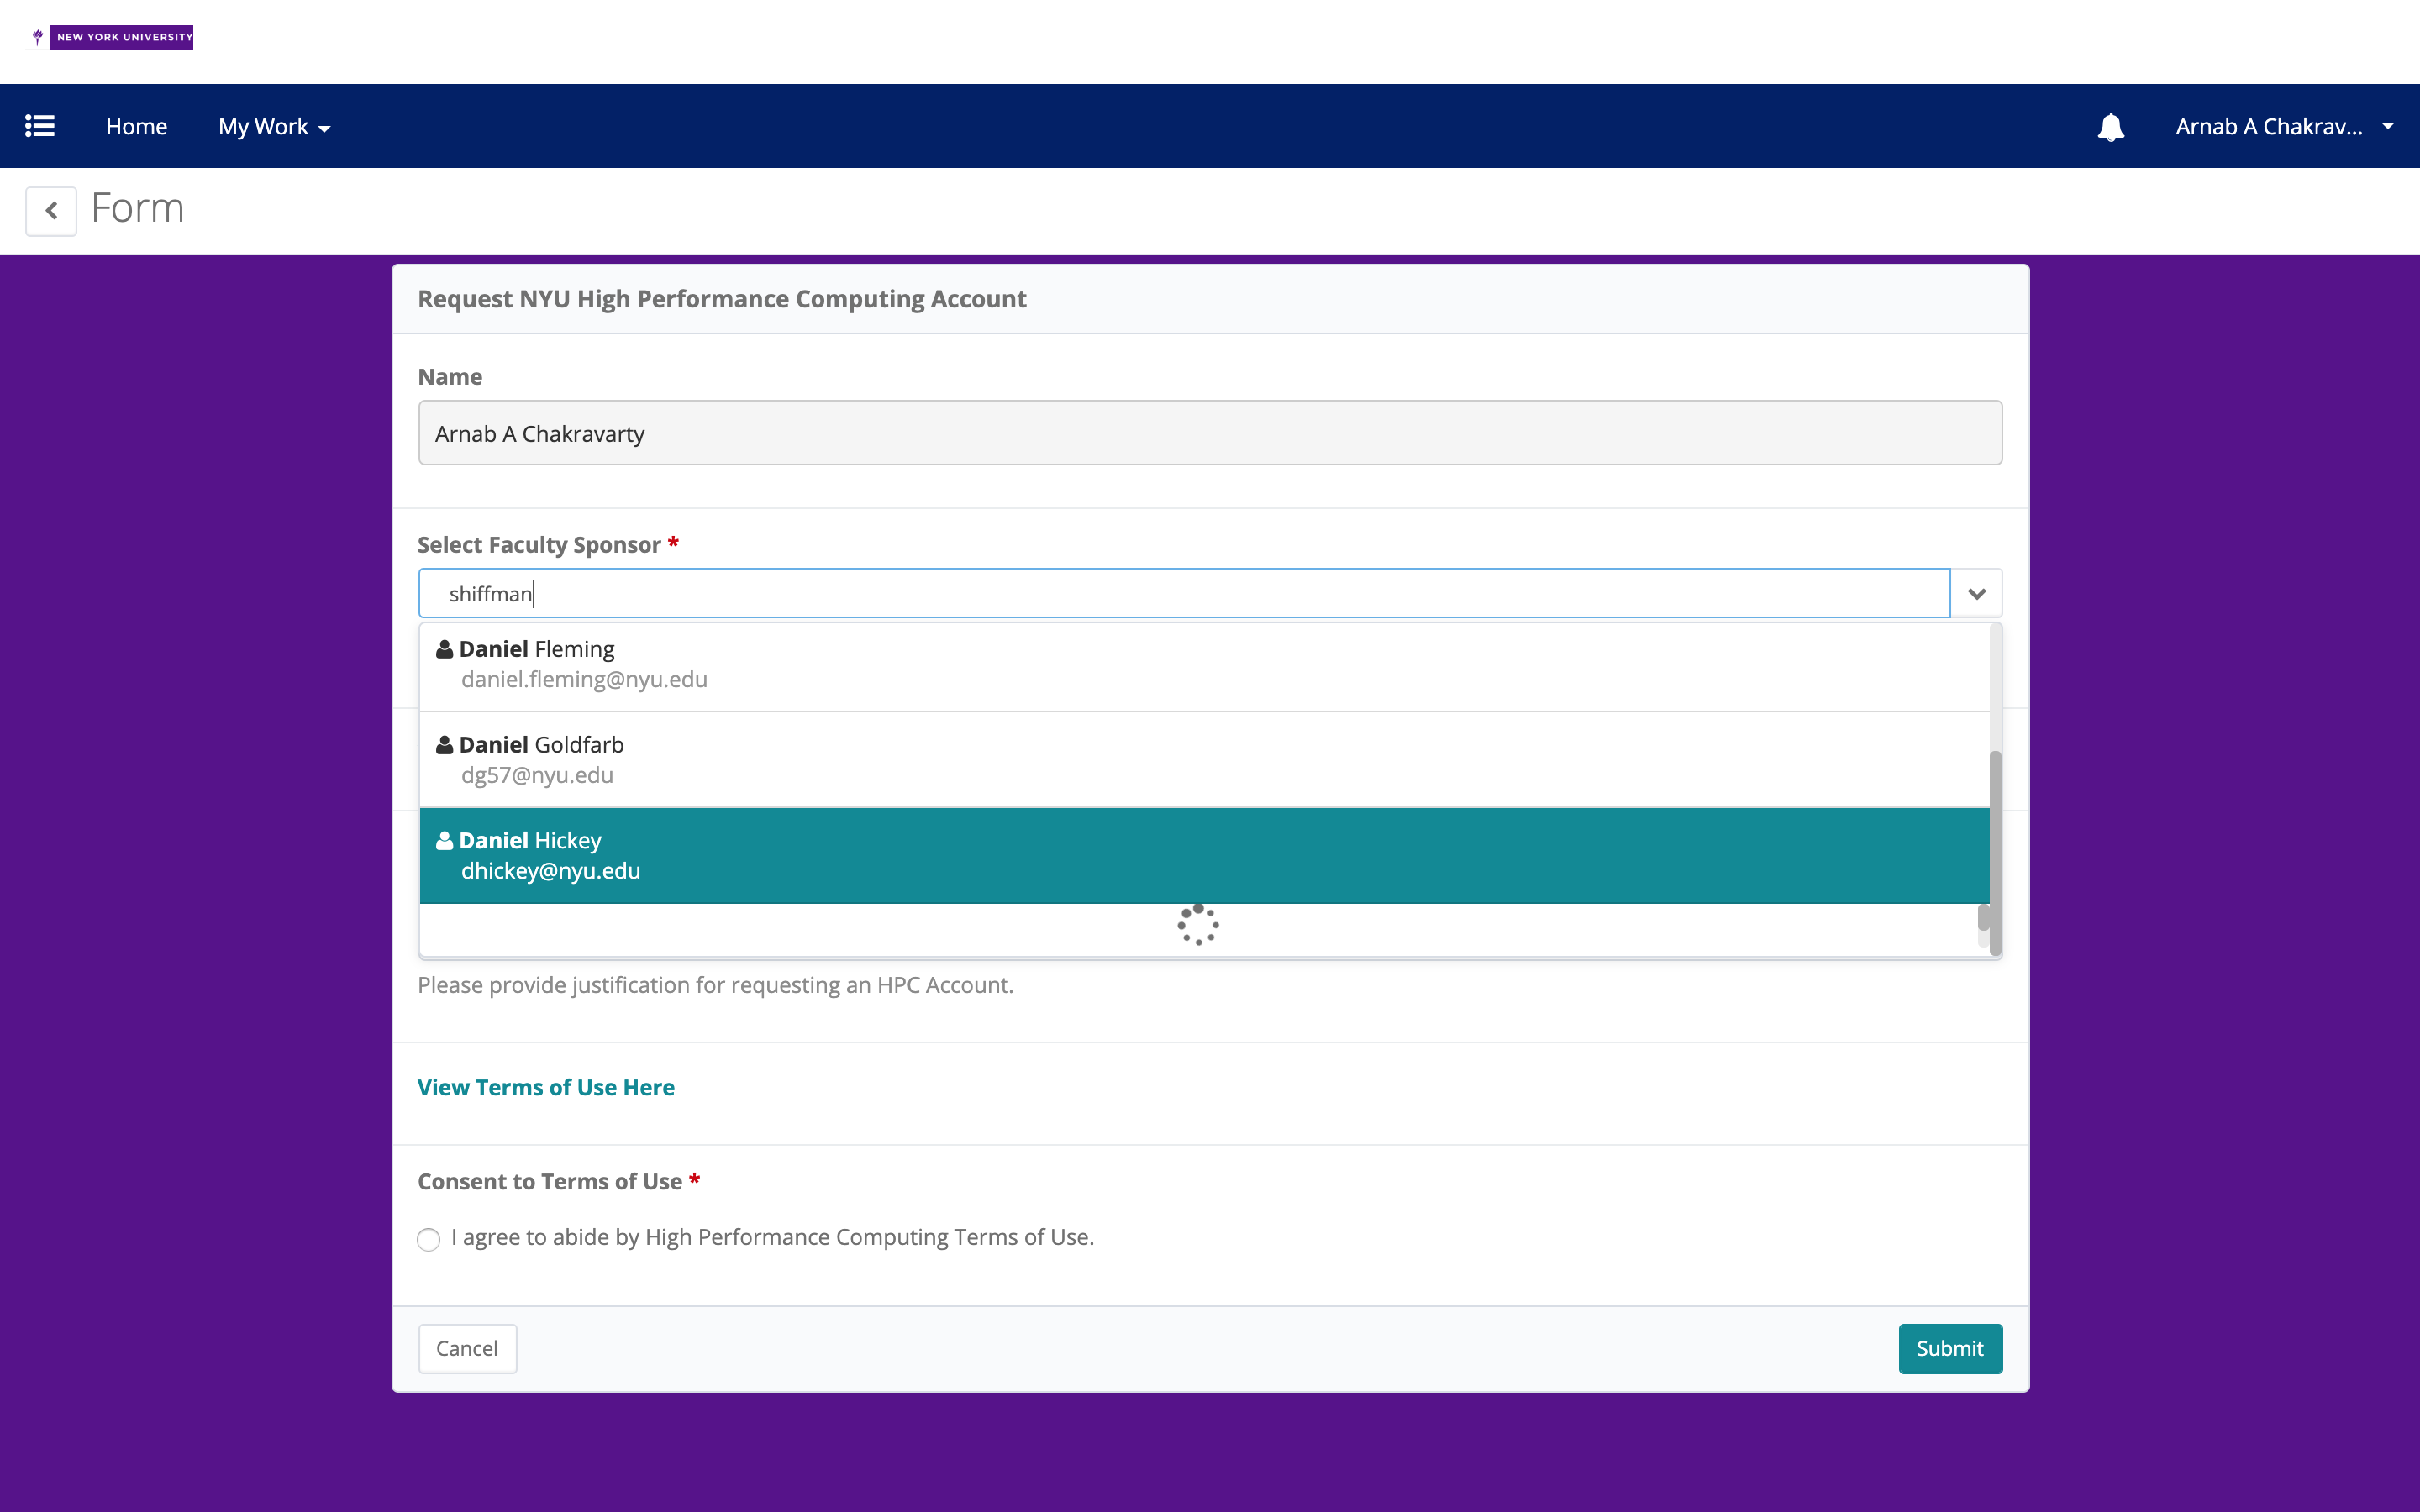 NEW YORK UNIVERSITY
Home
My Work
Arnab A Chakrav...
Form
Request NYU High Performance Computing Account
Name
Arnab A Chakravarty
Select Faculty Sponsor *
shiffman
Daniel Fleming
daniel.fleming@nyu.edu
Daniel Goldfarb
dg57@nyu.edu
Daniel Hickey
dhickey@nyu.edu
Please provide justification for requesting an HPC Account.
View Terms of Use Here
Consent to Terms of Use *
I agree to abide by High Performance Computing Terms of Use.
Cancel
Submit